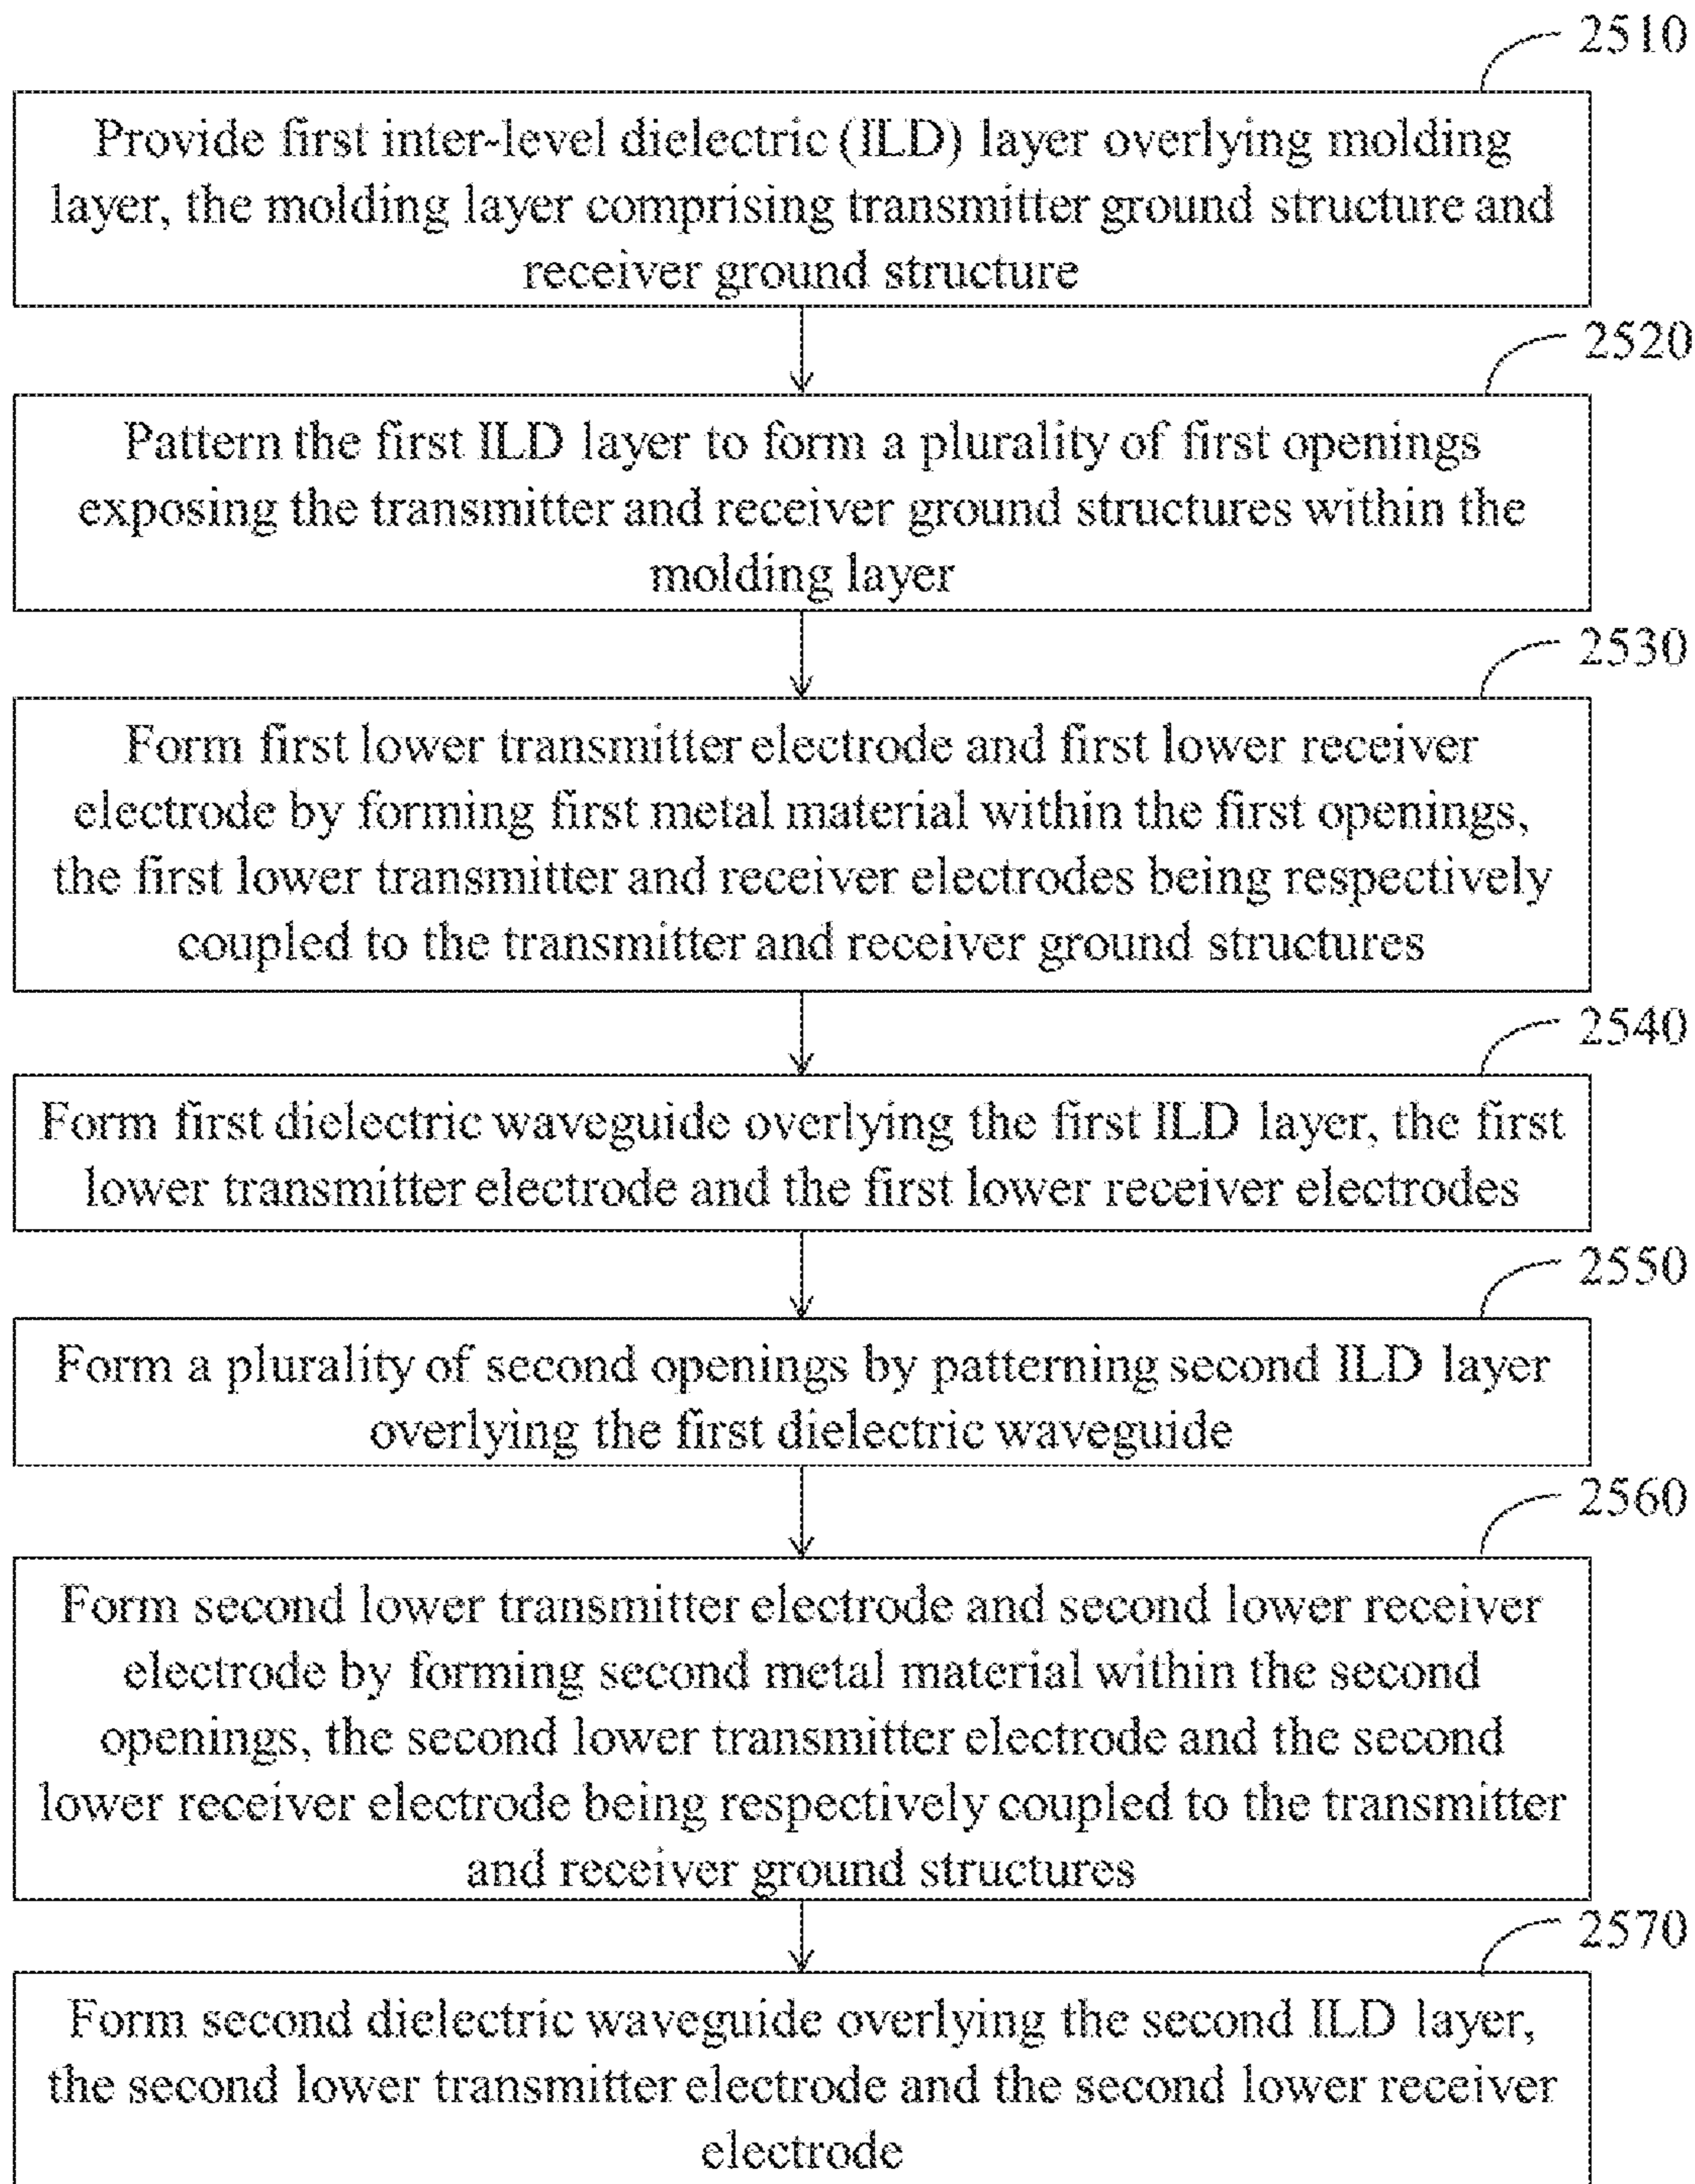 2510
Provide first inter-level dielectric (ILD) layer overlying molding
layer, the molding layer comprising transmitter ground structure and
receiver ground structure
2520
Pattern the first ILD layer to form a plurality of first openings
exposing the transmitter and receiver ground structures within the
molding layer
2530
Form first lower transmitter electrode and first lower receiver
electrode by forming first metal material within the first openings,
the first lower transmitter and receiver electrodes being respectively
coupled to the transmitter and receiver ground structures
2540
Form first dielectric waveguide overlying the first ILD layer, the first
lower transmitter electrode and the first lower receiver electrodes
2550
Form a plurality of second openings by patterning second ILD layer
overlying the first dielectric waveguide
2560
Form second lower transmitter electrode and second lower receiver
electrode by forming second metal material within the second
openings, the second lower transmitter electrode and the second
lower receiver electrode being respectively coupled to the transmitter
and receiver ground structures
2570
Form second dielectric waveguide overlying the second ILD layer,
the second lower transmitter electrode and the second lower receiver
electrode